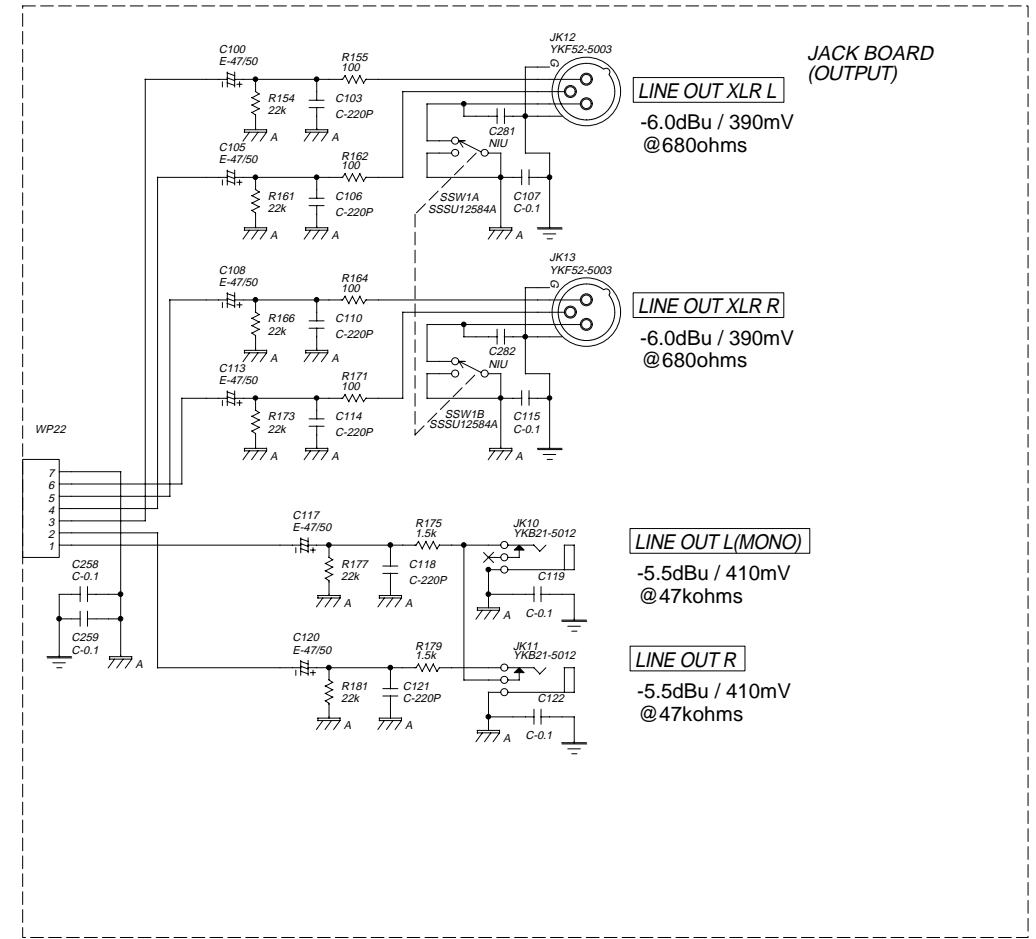 JACK BOARD
(OUTPUT)
C100
E-47/50
R155
100
JK12
YKF52-5003
G
R154
22k
C103
C-220P
A
A
LINE OUT XLR L
-6.0dBu / 390mV
@680ohms
C281
NIU
C105
E-47/50
R162
100
R161
22k
C106
C-220P
A
A
SSW1A
SSSU12584A
C107
C-0.1
A
C108
E-47/50
R164
100
JK13
YKF52-5003
G
R166
22k
C110
C-220P
A
A
LINE OUT XLR R
-6.0dBu / 390mV
@680ohms
C282
NIU
C113
E-47/50
R171
100
R173
22k
C114
C-220P
A
A
SSW1B
SSSU12584A
C115
C-0.1
A
WP22
7
6
5
4
3
2
1
C258
C-0.1
C259
C-0.1
A
C117
E-47/50
R175
1.5k
JK10
YKB21-5012
R177
22k
C118
C-220P
A
A
C119
C-0.1
A
LINE OUT L(MONO)
-5.5dBu / 410mV
@47kohms
C120
E-47/50
R179
1.5k
JK11
YKB21-5012
R181
22k
C121
C-220P
A
A
C122
C-0.1
A
LINE OUT R
-5.5dBu / 410mV
@47kohms